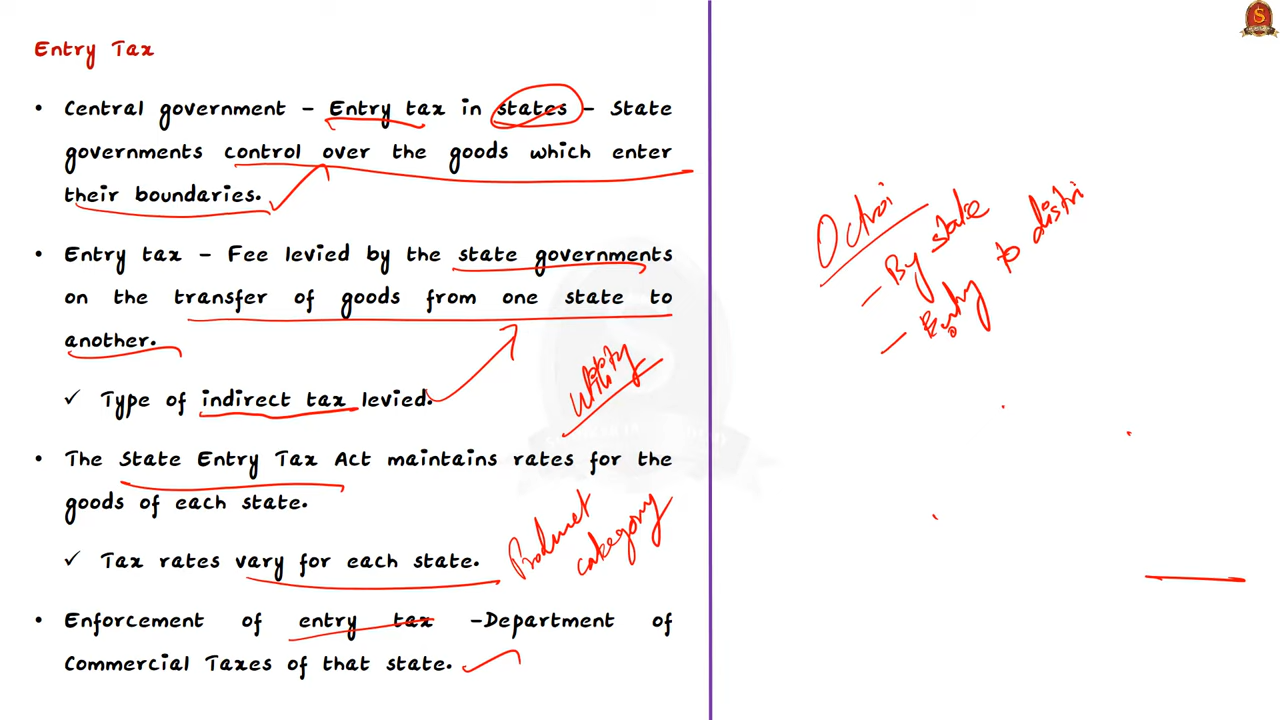 Entry Tax
• Central government – Entry tax in states – State
governments control over the goods which enter
their boundaries.
• Entry tax – Fee levied by the state governments
on the transfer of goods from one state to
another.
✓ Type of indirect tax levied.
utility
• The State Entry Tax Act maintains rates for the
goods of each state.
Product
category
✓ Tax rates vary for each state.
• Enforcement of entry tax –Department of
Commercial Taxes of that state.
Octroi
– By state
– Entry to distri